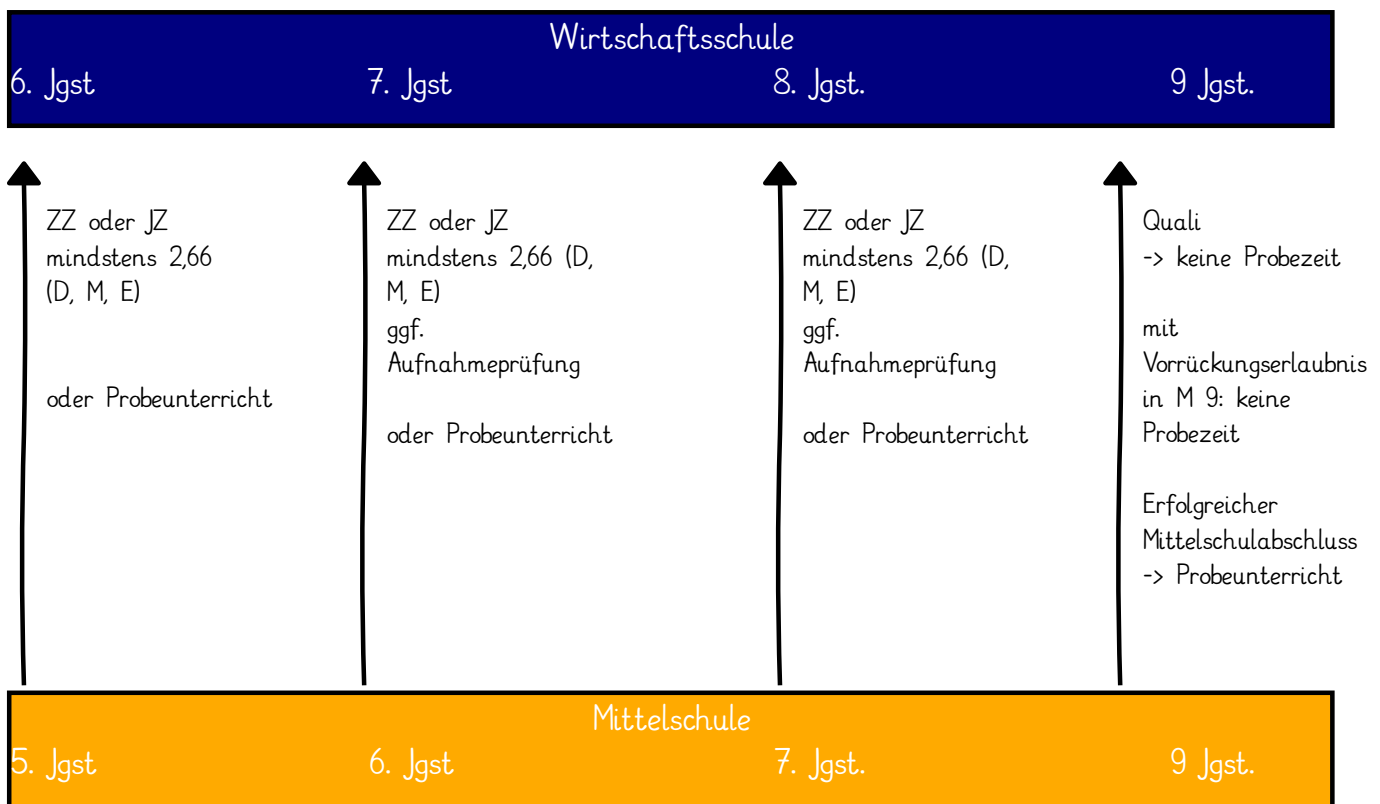 Wirtschaftsschule
6. Jgst
7. Jgst
8. Jgst.
9 Jgst.
ZZ oder JZ
mindstens 2,66
(D, M, E)
oder Probeunterricht
ZZ oder JZ
mindstens 2,66 (D,
M, E)
ggf.
Aufnahmeprüfung
oder Probeunterricht
ZZ oder JZ
mindstens 2,66 (D,
M, E)
ggf.
Aufnahmeprüfung
oder Probeunterricht
Quali
-> keine Probezeit
mit
Vorrückungserlaubnis
in M 9: keine
Probezeit
Erfolgreicher
Mittelschulabschluss
-> Probeunterricht
Mittelschule
5. Jgst
6. Jgst
7. Jgst.
9 Jgst.